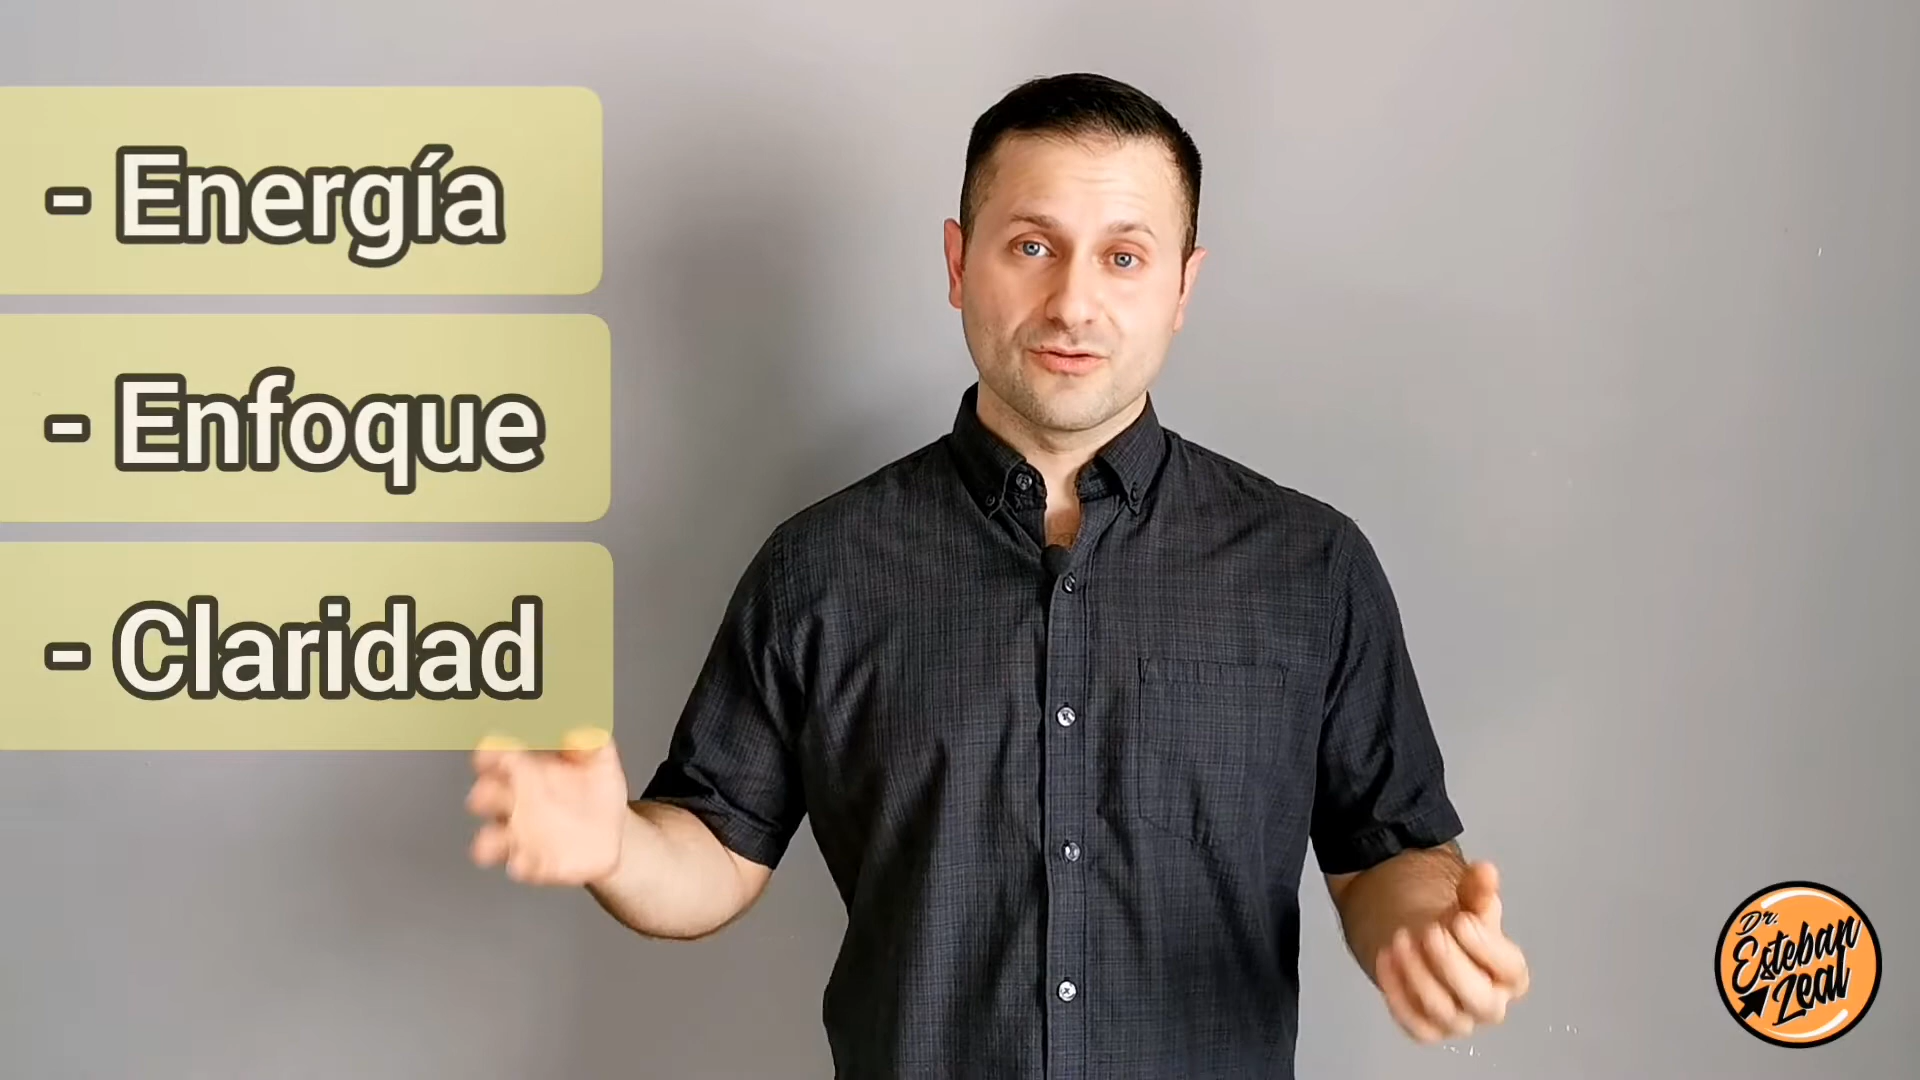 - Energía
- Enfoque
- Claridad
Dr.
Esteban
Zeal